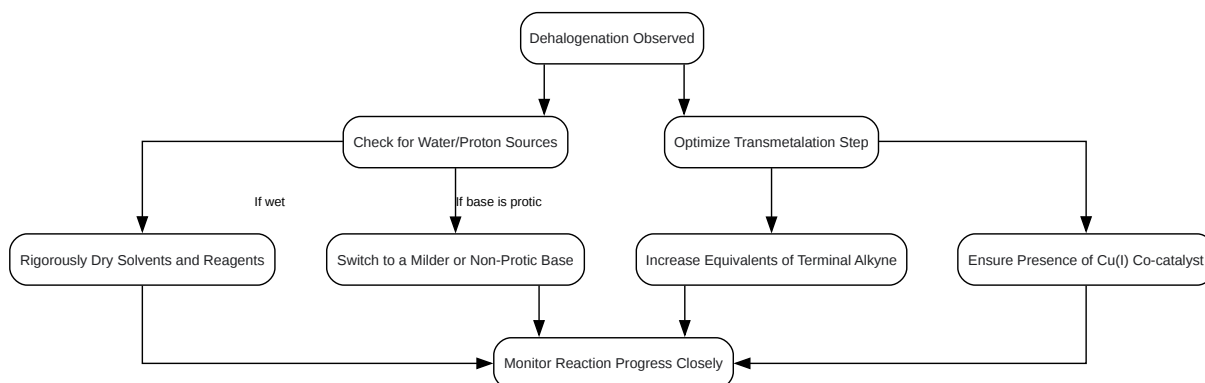 Dehalogenation Observed
Check for Water/Proton Sources
Optimize Transmetalation Step
If wet
If base is protic
Rigorously Dry Solvents and Reagents
Switch to a Milder or Non-Protic Base
Increase Equivalents of Terminal Alkyne
Ensure Presence of Cu(I) Co-catalyst
Monitor Reaction Progress Closely